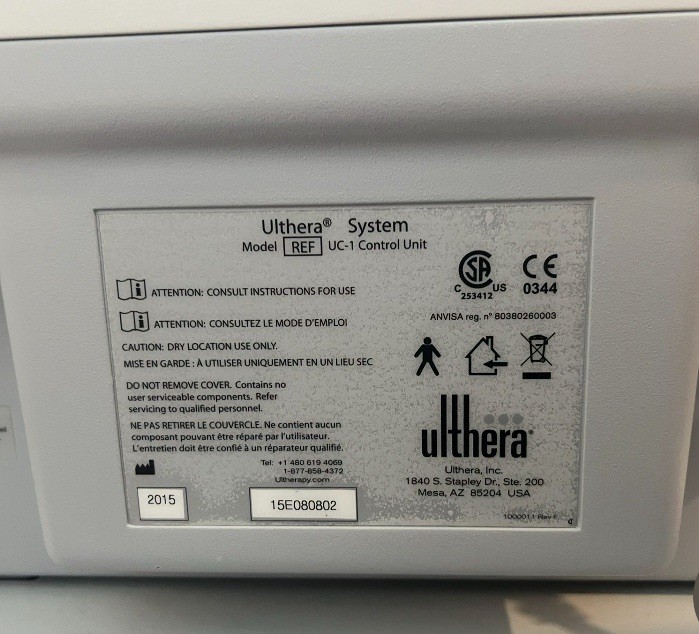 Ulthera® System
Model REF UC-1 Control Unit
ATTENTION: CONSULT INSTRUCTIONS FOR USE
ATTENTION: CONSULTEZ LE MODE D'EMPLOI
CAUTION: DRY LOCATION USE ONLY.
MISE EN GARDE : À UTILISER UNIQUEMENT EN UN LIEU SEC
DO NOT REMOVE COVER. Contains no
user serviceable components. Refer
servicing to qualified personnel.
NE PAS RETIRER LE COUVERCLE. Ne contient aucun
composant pouvant être réparé par l'utilisateur.
L'entretien doit être confié à un réparateur qualifié.
Tel: +1 480 619 4069
1-877-858-4372
Ultherapy.com
2015
15E080802
SA
C US
253412
CE
0344
ANVISA reg. nº 80380260003
ulthera
Ulthera, Inc.
1840 S. Stapley Dr., Ste. 200
Mesa, AZ 85204 USA